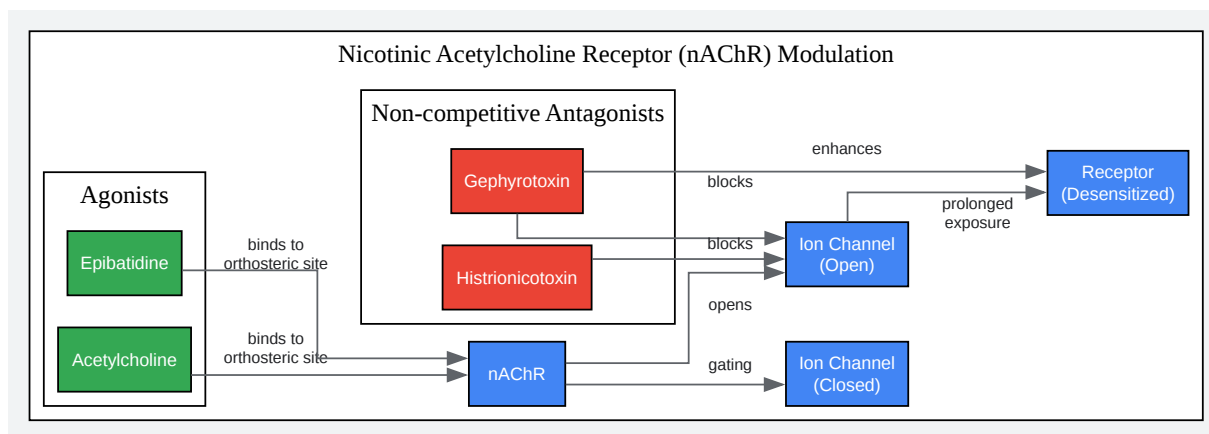 Nicotinic Acetylcholine Receptor (nAChR) Modulation
Non-competitive Antagonists
Agonists
Gephyrotoxin
Histrionicotoxin
Epibatidine
Acetylcholine
binds to
orthosteric site
binds to
orthosteric site
nAChR
enhances
blocks
blocks
opens
gating
prolonged
exposure
Receptor
(Desensitized)
Ion Channel
(Open)
Ion Channel
(Closed)